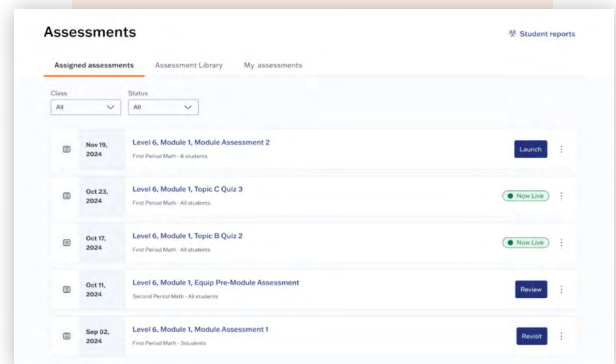 Assessments
Student reports
Assigned assessments Assessment Library My assessments
Class Status
All All
Nov 19, 2024
Level 6, Module 1, Module Assessment 2
First Period Math - 8 students
Launch
Oct 23, 2024
Level 6, Module 1, Topic C Quiz 3
First Period Math - All students
Now Live
Oct 17, 2024
Level 6, Module 1, Topic B Quiz 2
First Period Math - All students
Now Live
Oct 11, 2024
Level 6, Module 1, Equip Pre-Module Assessment
Second Period Math - All students
Review
Sep 02, 2024
Level 6, Module 1, Module Assessment 1
First Period Math -
Revisit